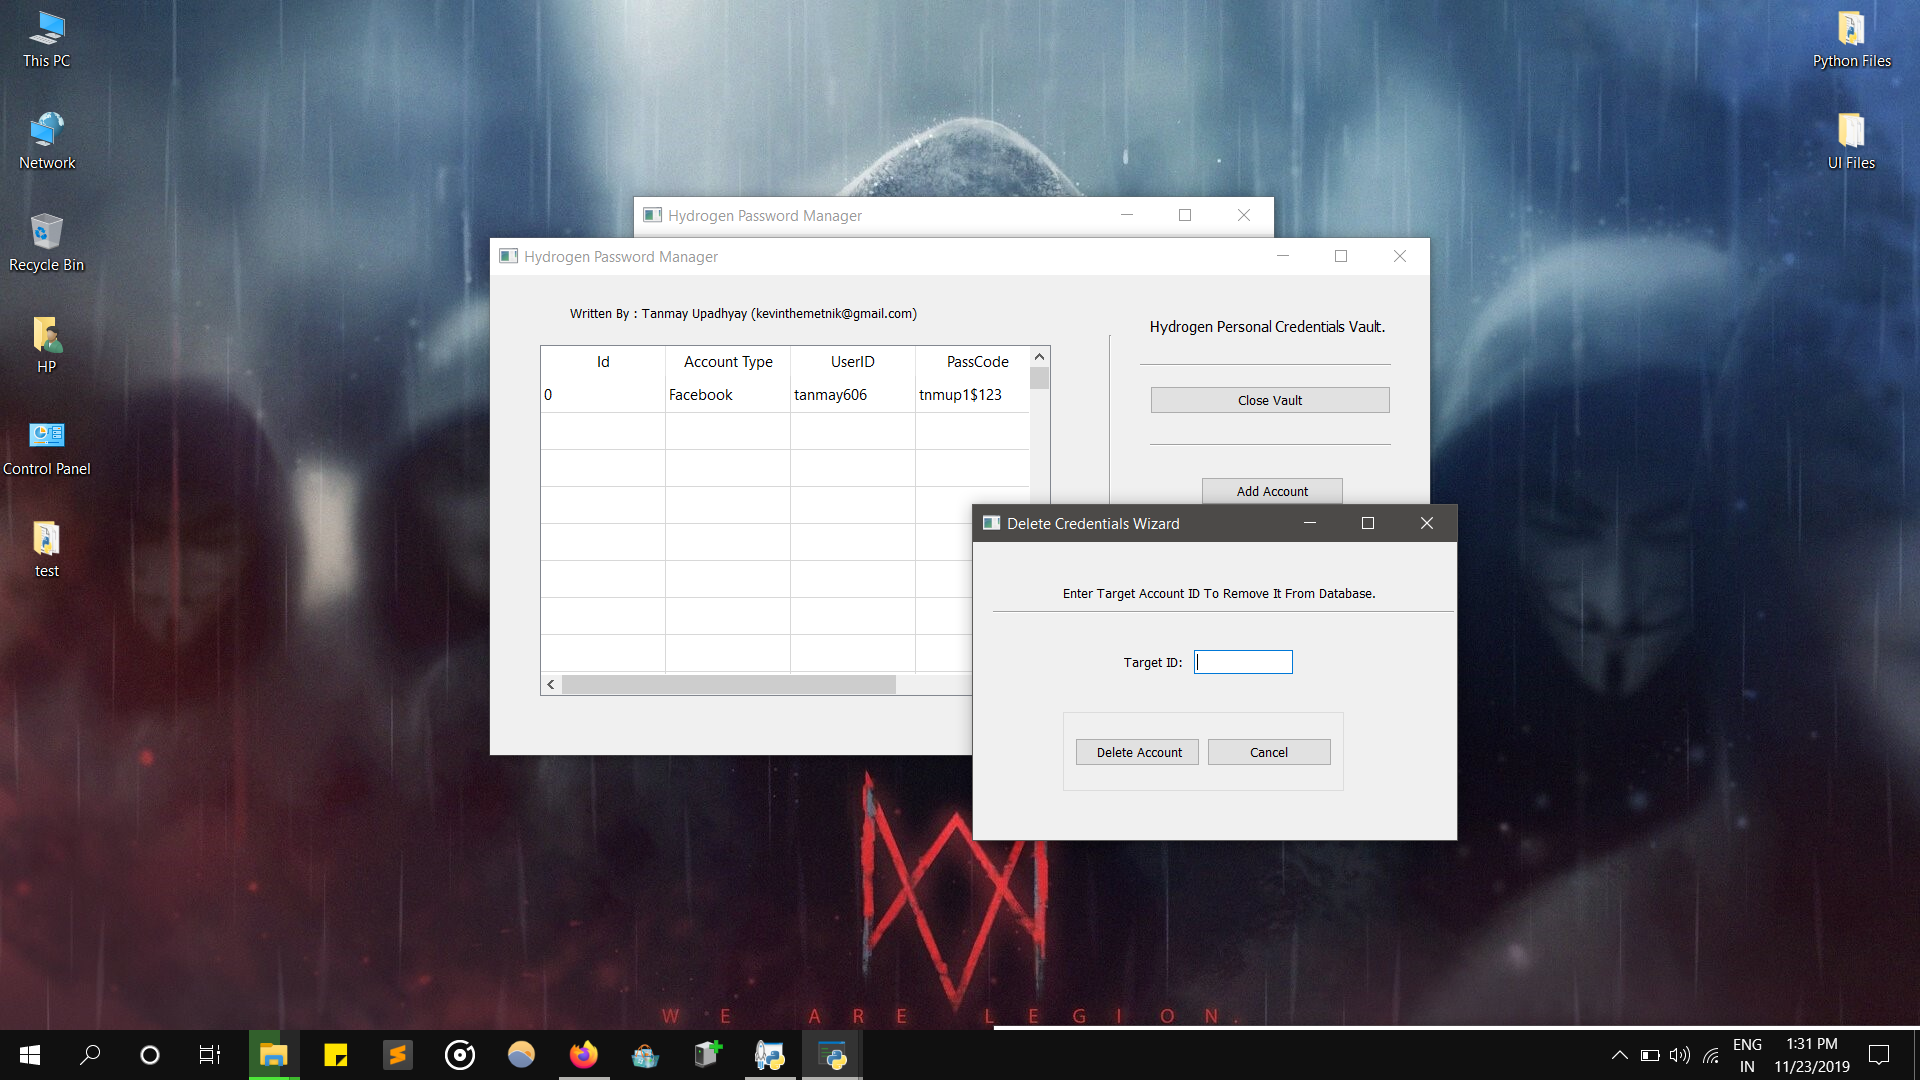 This PC
Network
Recycle Bin
HP
Control Panel
test
Python Files
UI Files
Hydrogen Password Manager
Hydrogen Password Manager
Written By : Tanmay Upadhyay (kevinthemetnik@gmail.com)
Id Account Type UserID PassCode
0 Facebook tanmay606 tnmup1$123
Hydrogen Personal Credentials Vault.
Close Vault
Add Account
Delete Credentials Wizard
Enter Target Account ID To Remove It From Database.
Target ID:
Delete Account Cancel
WE ARE LEGION.
ENG
IN
1:31 PM
11/23/2019